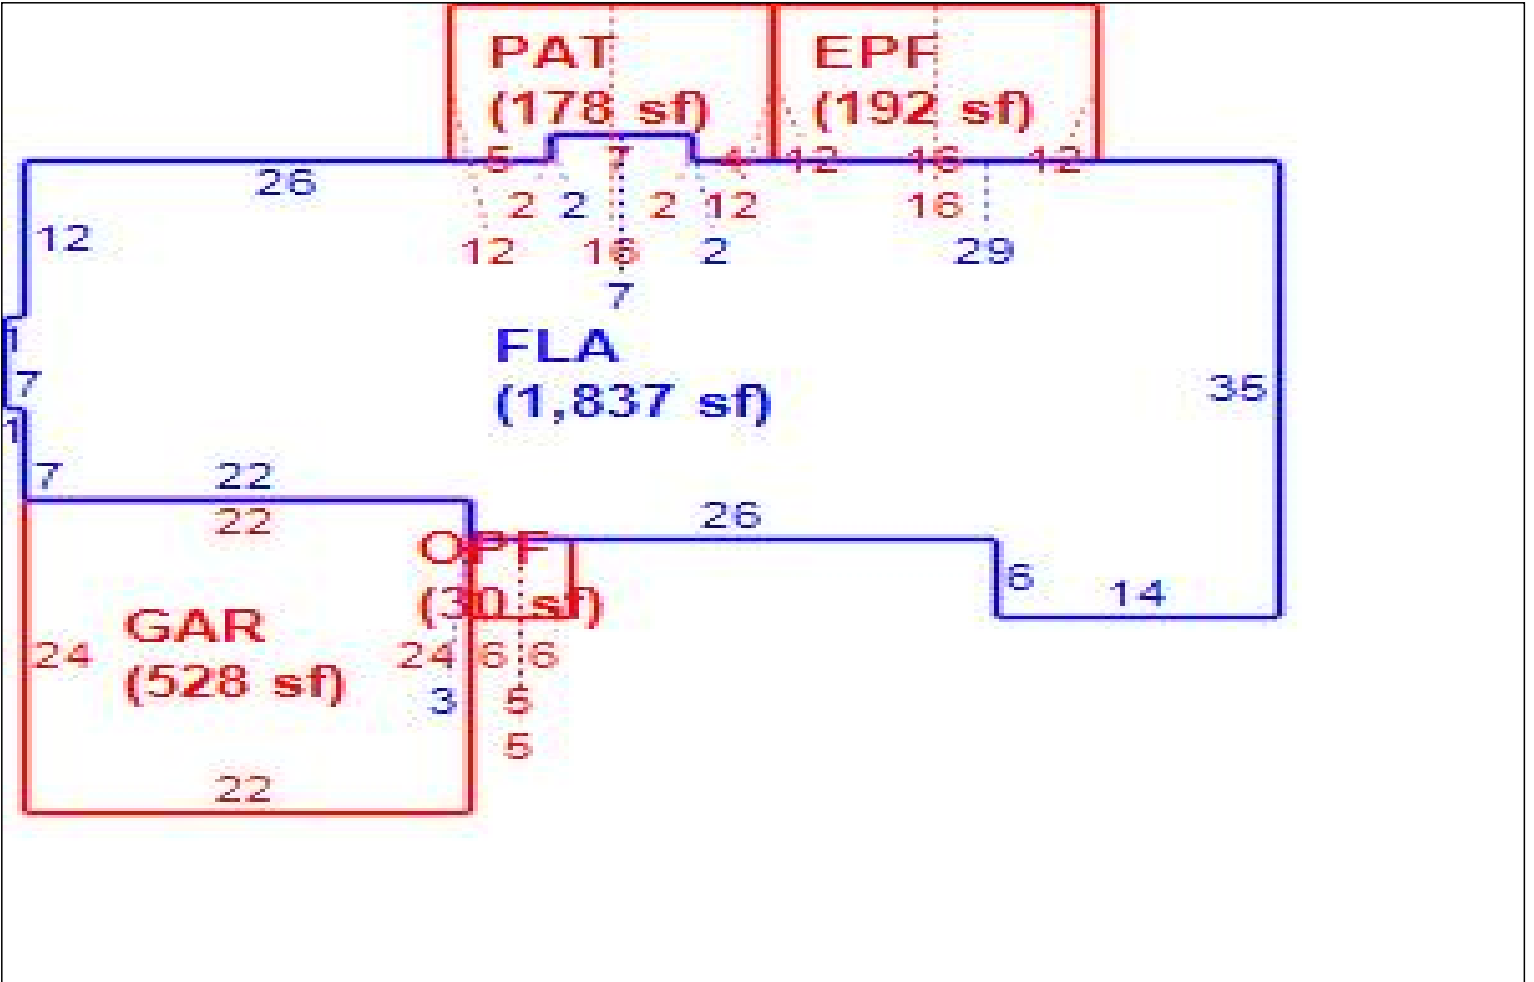 PAT EPF
(178 sf) (192 sf)
5 7 4 12 16 12
26 2 2 2 12 16
12 12 16 2 29
7
1 FLA
7 (1,837 sf) 35
1
7 22
22 26
OPF
(30 sf) 6 14
GAR
24 (528 sf) 24 6 6
3 5
5
22